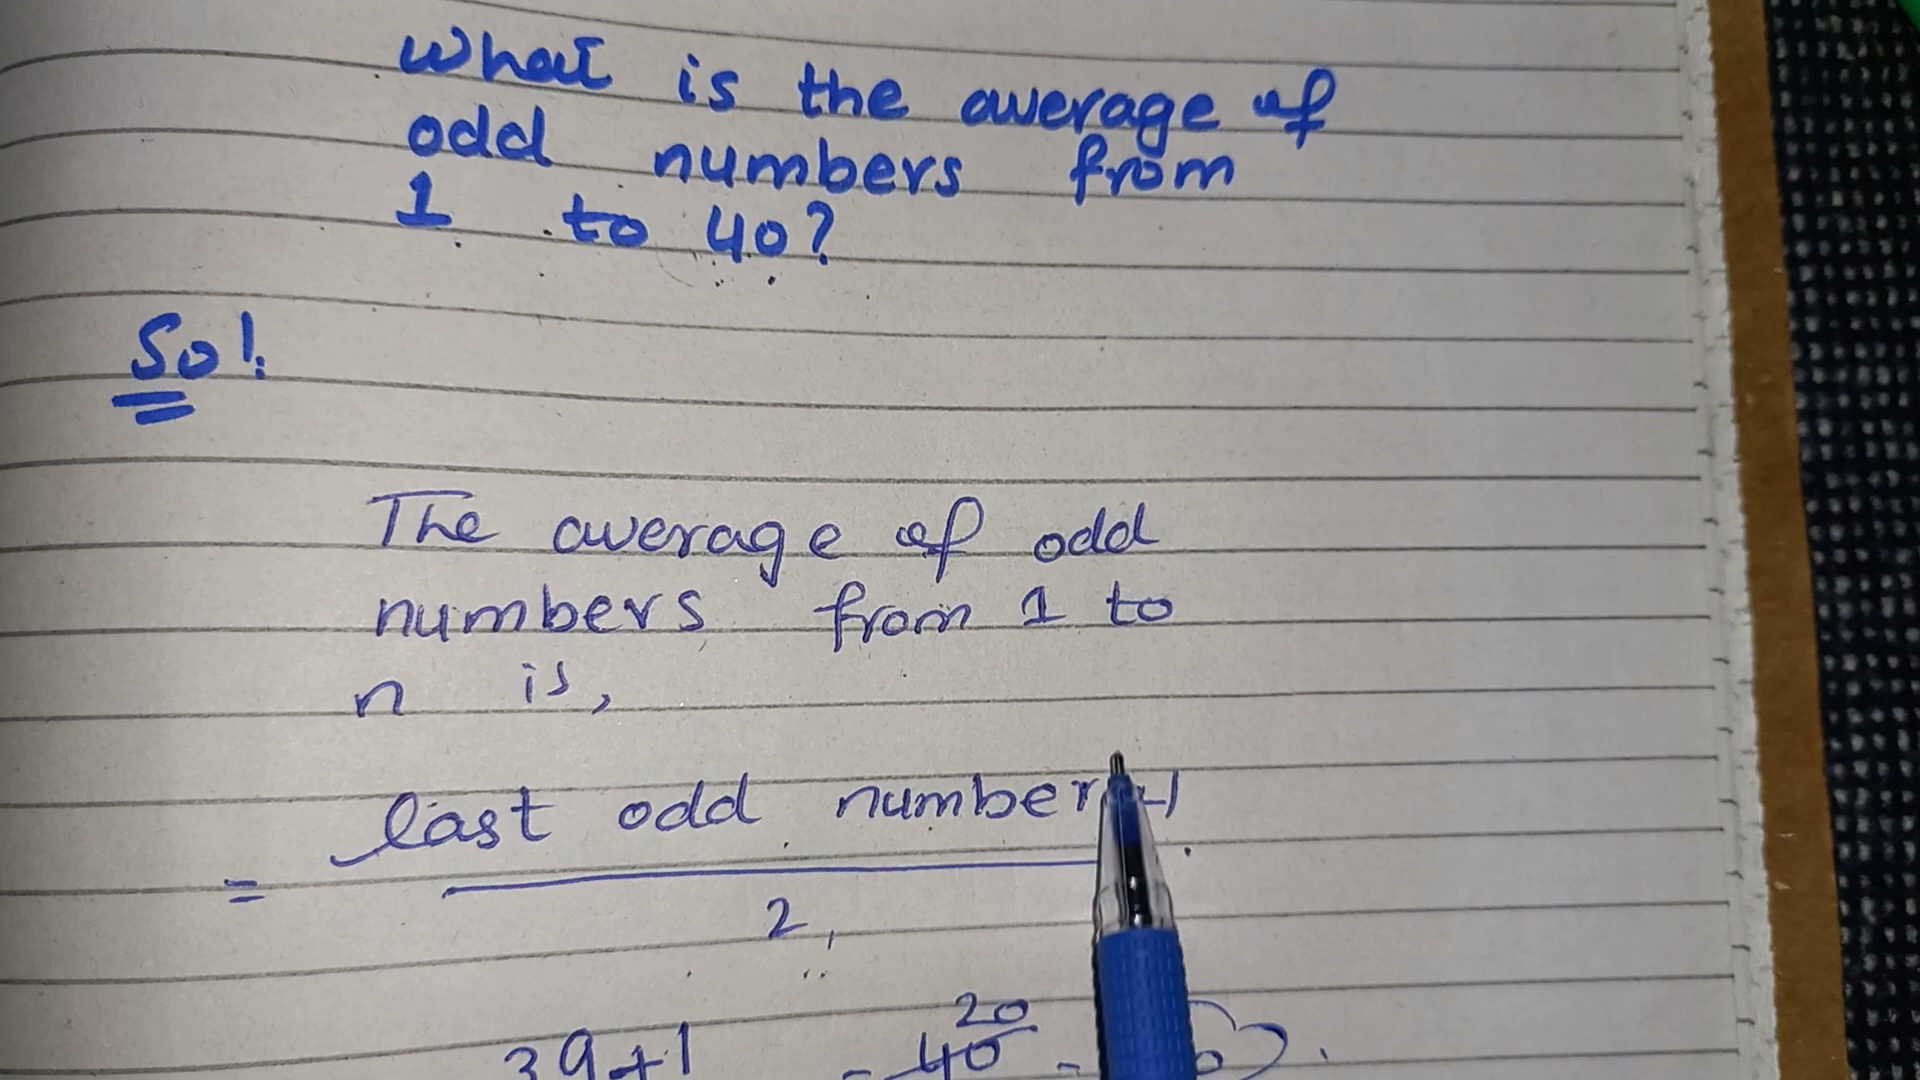 What is the average of
odd numbers from
1 to 40?
Sol:
The average of odd
numbers from 1 to
n is,
last odd number
= 2,
39+1 - 20 40 -